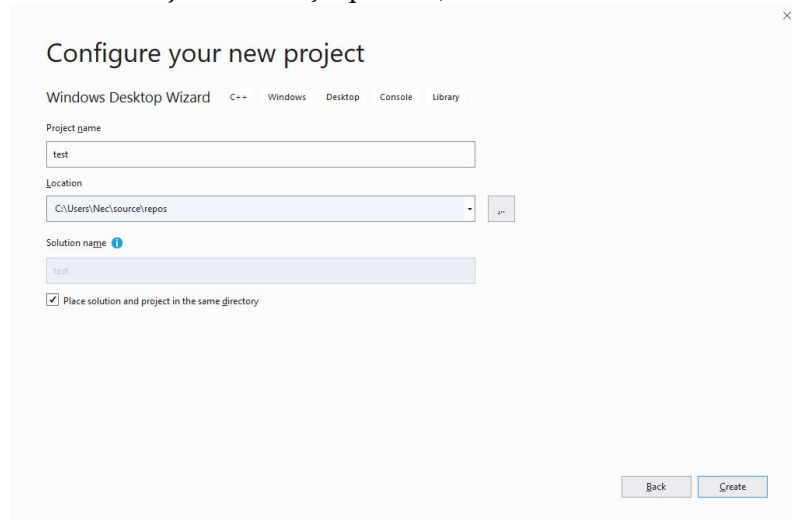 Configure your new project
Windows Desktop Wizard C++ Windows Desktop Console Library
Project name
test
Location
C:\Users\Nec\source\repos
...
Solution name
test
Place solution and project in the same directory
Back Create